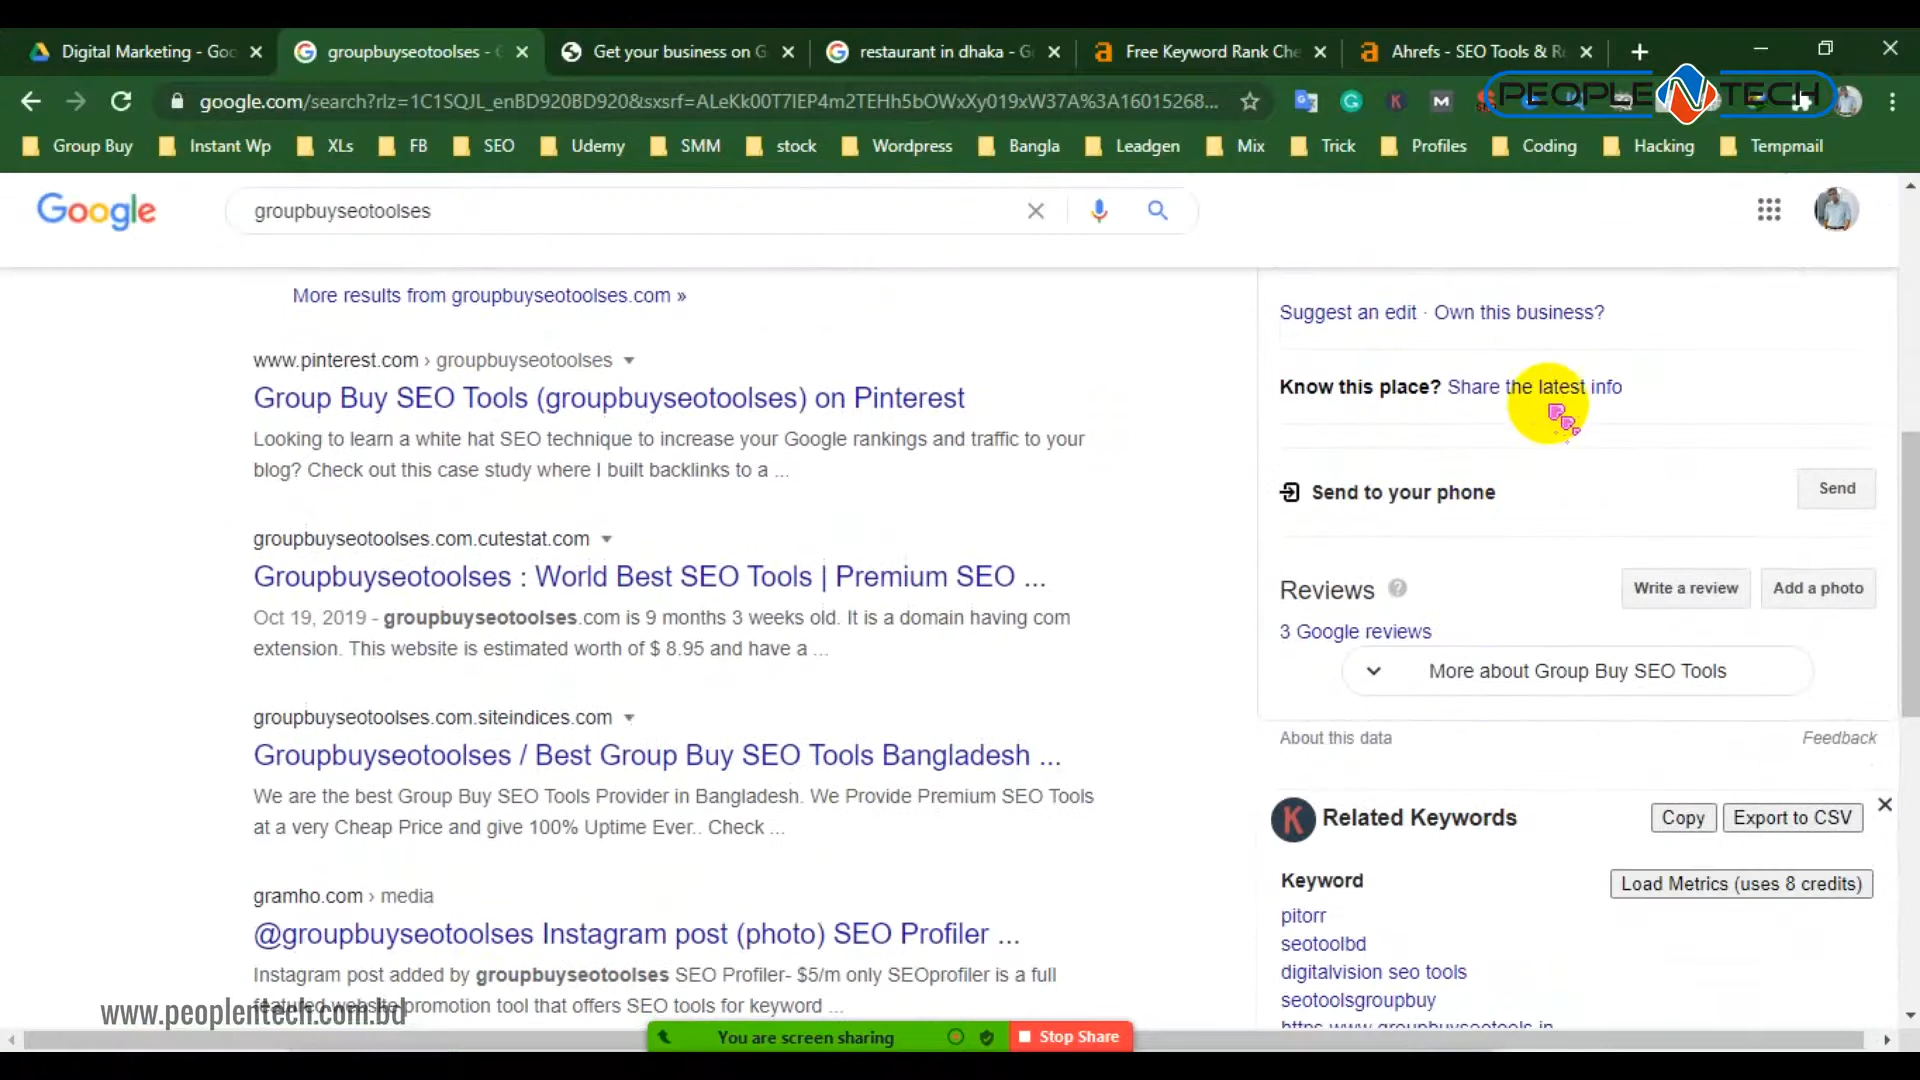 Digital Marketing - Goo
groupbuyseotoolses - G
Get your business on G
restaurant in dhaka - G
Free Keyword Rank Che
Ahrefs - SEO Tools & Re
google.com/search?rlz=1C1SQJL_enBD920BD920&sxsrf=ALeKk00T7IEP4m2TEHh5bOWxXy019xW37A%3A16015268...
PEOPLE N TECH
Group Buy
Instant Wp
XLs
FB
SEO
Udemy
SMM
stock
Wordpress
Bangla
Leadgen
Mix
Trick
Profiles
Coding
Hacking
Tempmail
Google
groupbuyseotoolses
More results from groupbuyseotoolses.com »
www.pinterest.com › groupbuyseotoolses
Group Buy SEO Tools (groupbuyseotoolses) on Pinterest
Looking to learn a white hat SEO technique to increase your Google rankings and traffic to your
blog? Check out this case study where I built backlinks to a ...
groupbuyseotoolses.com.cutestat.com
Groupbuyseotoolses : World Best SEO Tools | Premium SEO ...
Oct 19, 2019 - groupbuyseotoolses.com is 9 months 3 weeks old. It is a domain having com
extension. This website is estimated worth of $ 8.95 and have a ...
groupbuyseotoolses.com.siteindices.com
Groupbuyseotoolses / Best Group Buy SEO Tools Bangladesh ...
We are the best Group Buy SEO Tools Provider in Bangladesh. We Provide Premium SEO Tools
at a very Cheap Price and give 100% Uptime Ever.. Check ...
gramho.com › media
@groupbuyseotoolses Instagram post (photo) SEO Profiler ...
Instagram post added by groupbuyseotoolses SEO Profiler- $5/m only SEOprofiler is a full
featured website promotion tool that offers SEO tools for keyword ...
Suggest an edit · Own this business?
Know this place? Share the latest info
Send to your phone
Send
Reviews
Write a review
Add a photo
3 Google reviews
More about Group Buy SEO Tools
About this data
Feedback
K
Related Keywords
Copy
Export to CSV
Keyword
Load Metrics (uses 8 credits)
pitorr
seotoolbd
digitalvision seo tools
seotoolsgroupbuy
https www.groupbuyseotools.in
www.peoplentech.com.bd
You are screen sharing
Stop Share